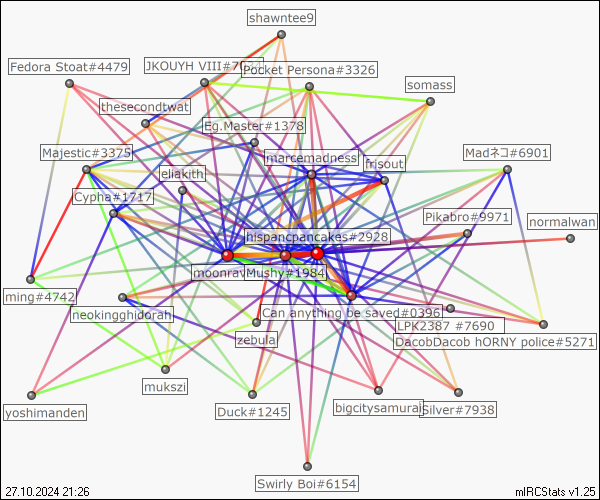 shawntee9
Fedora Stoat#4479
JKOUYH VIII#7
Pocket Persona#3326
somass
thesecondtwat
Eg.Master#1378
Majestic#3375
marcemadness
frisout
Madネコ#6901
eliakith
Cypha#1717
Pikabro#9971
normalwan
hispancpancakes#2928
moonrav
Mushy#1984
ming#4742
neokingghidorah
Can anything be saved#0396
LPK2387 #7690
zebula
DacobDacob hORNY police#5271
mukszi
yoshimanden
Duck#1245
bigcitysamurai
Silver#7938
Swirly Boi#6154
27.10.2024 21:26
mIRCStats v1.25